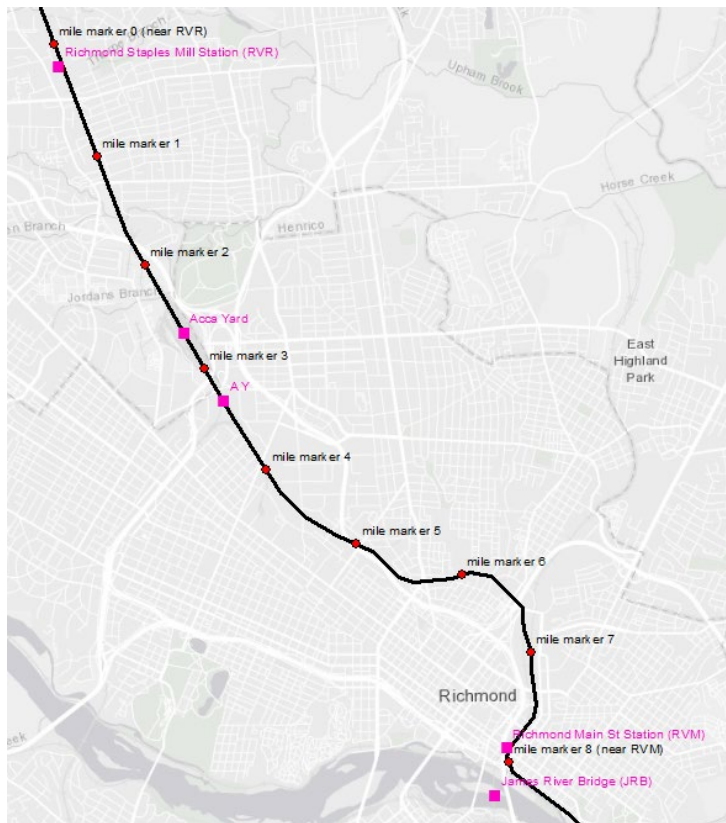 mile marker 0 (near RVR)
Richmond Staples Mill Station (RVR)
Upham Brook
mile marker 1
Horse Creek
Branch
Henrico
mile marker 2
Jordans Branch
Acca Yard
mile marker 3
East
Highland
Park
A Y
mile marker 4
mile marker 5
mile marker 6
mile marker 7
Richmond
Richmond Main St Station (RVM)
mile marker 8 (near RVM)
James River Bridge (JRB)